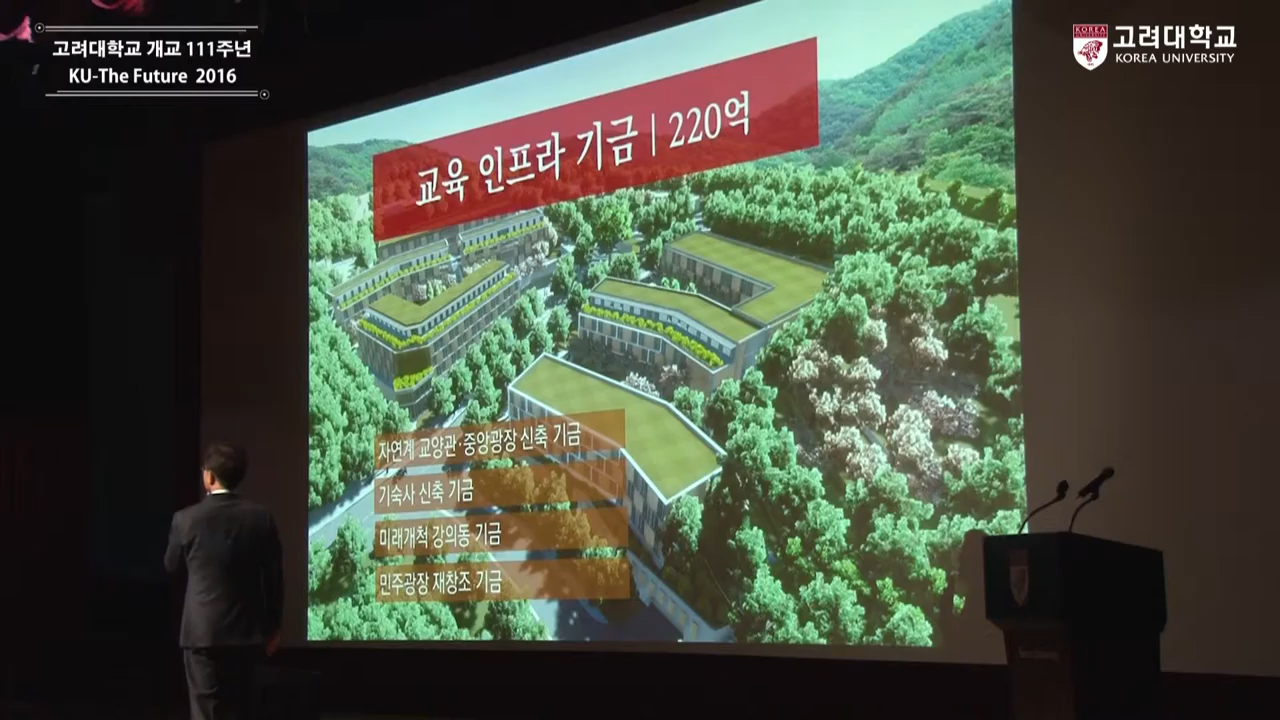 고려대학교 개교 111주년
KU-The Future 2016
KOREA
고려대학교
KOREA UNIVERSITY
교육 인프라 기금 | 220억
자연계 교양관·중앙광장 신축 기금
기숙사 신축 기금
미래개척 강의동 기금
민주광장 재창조 기금